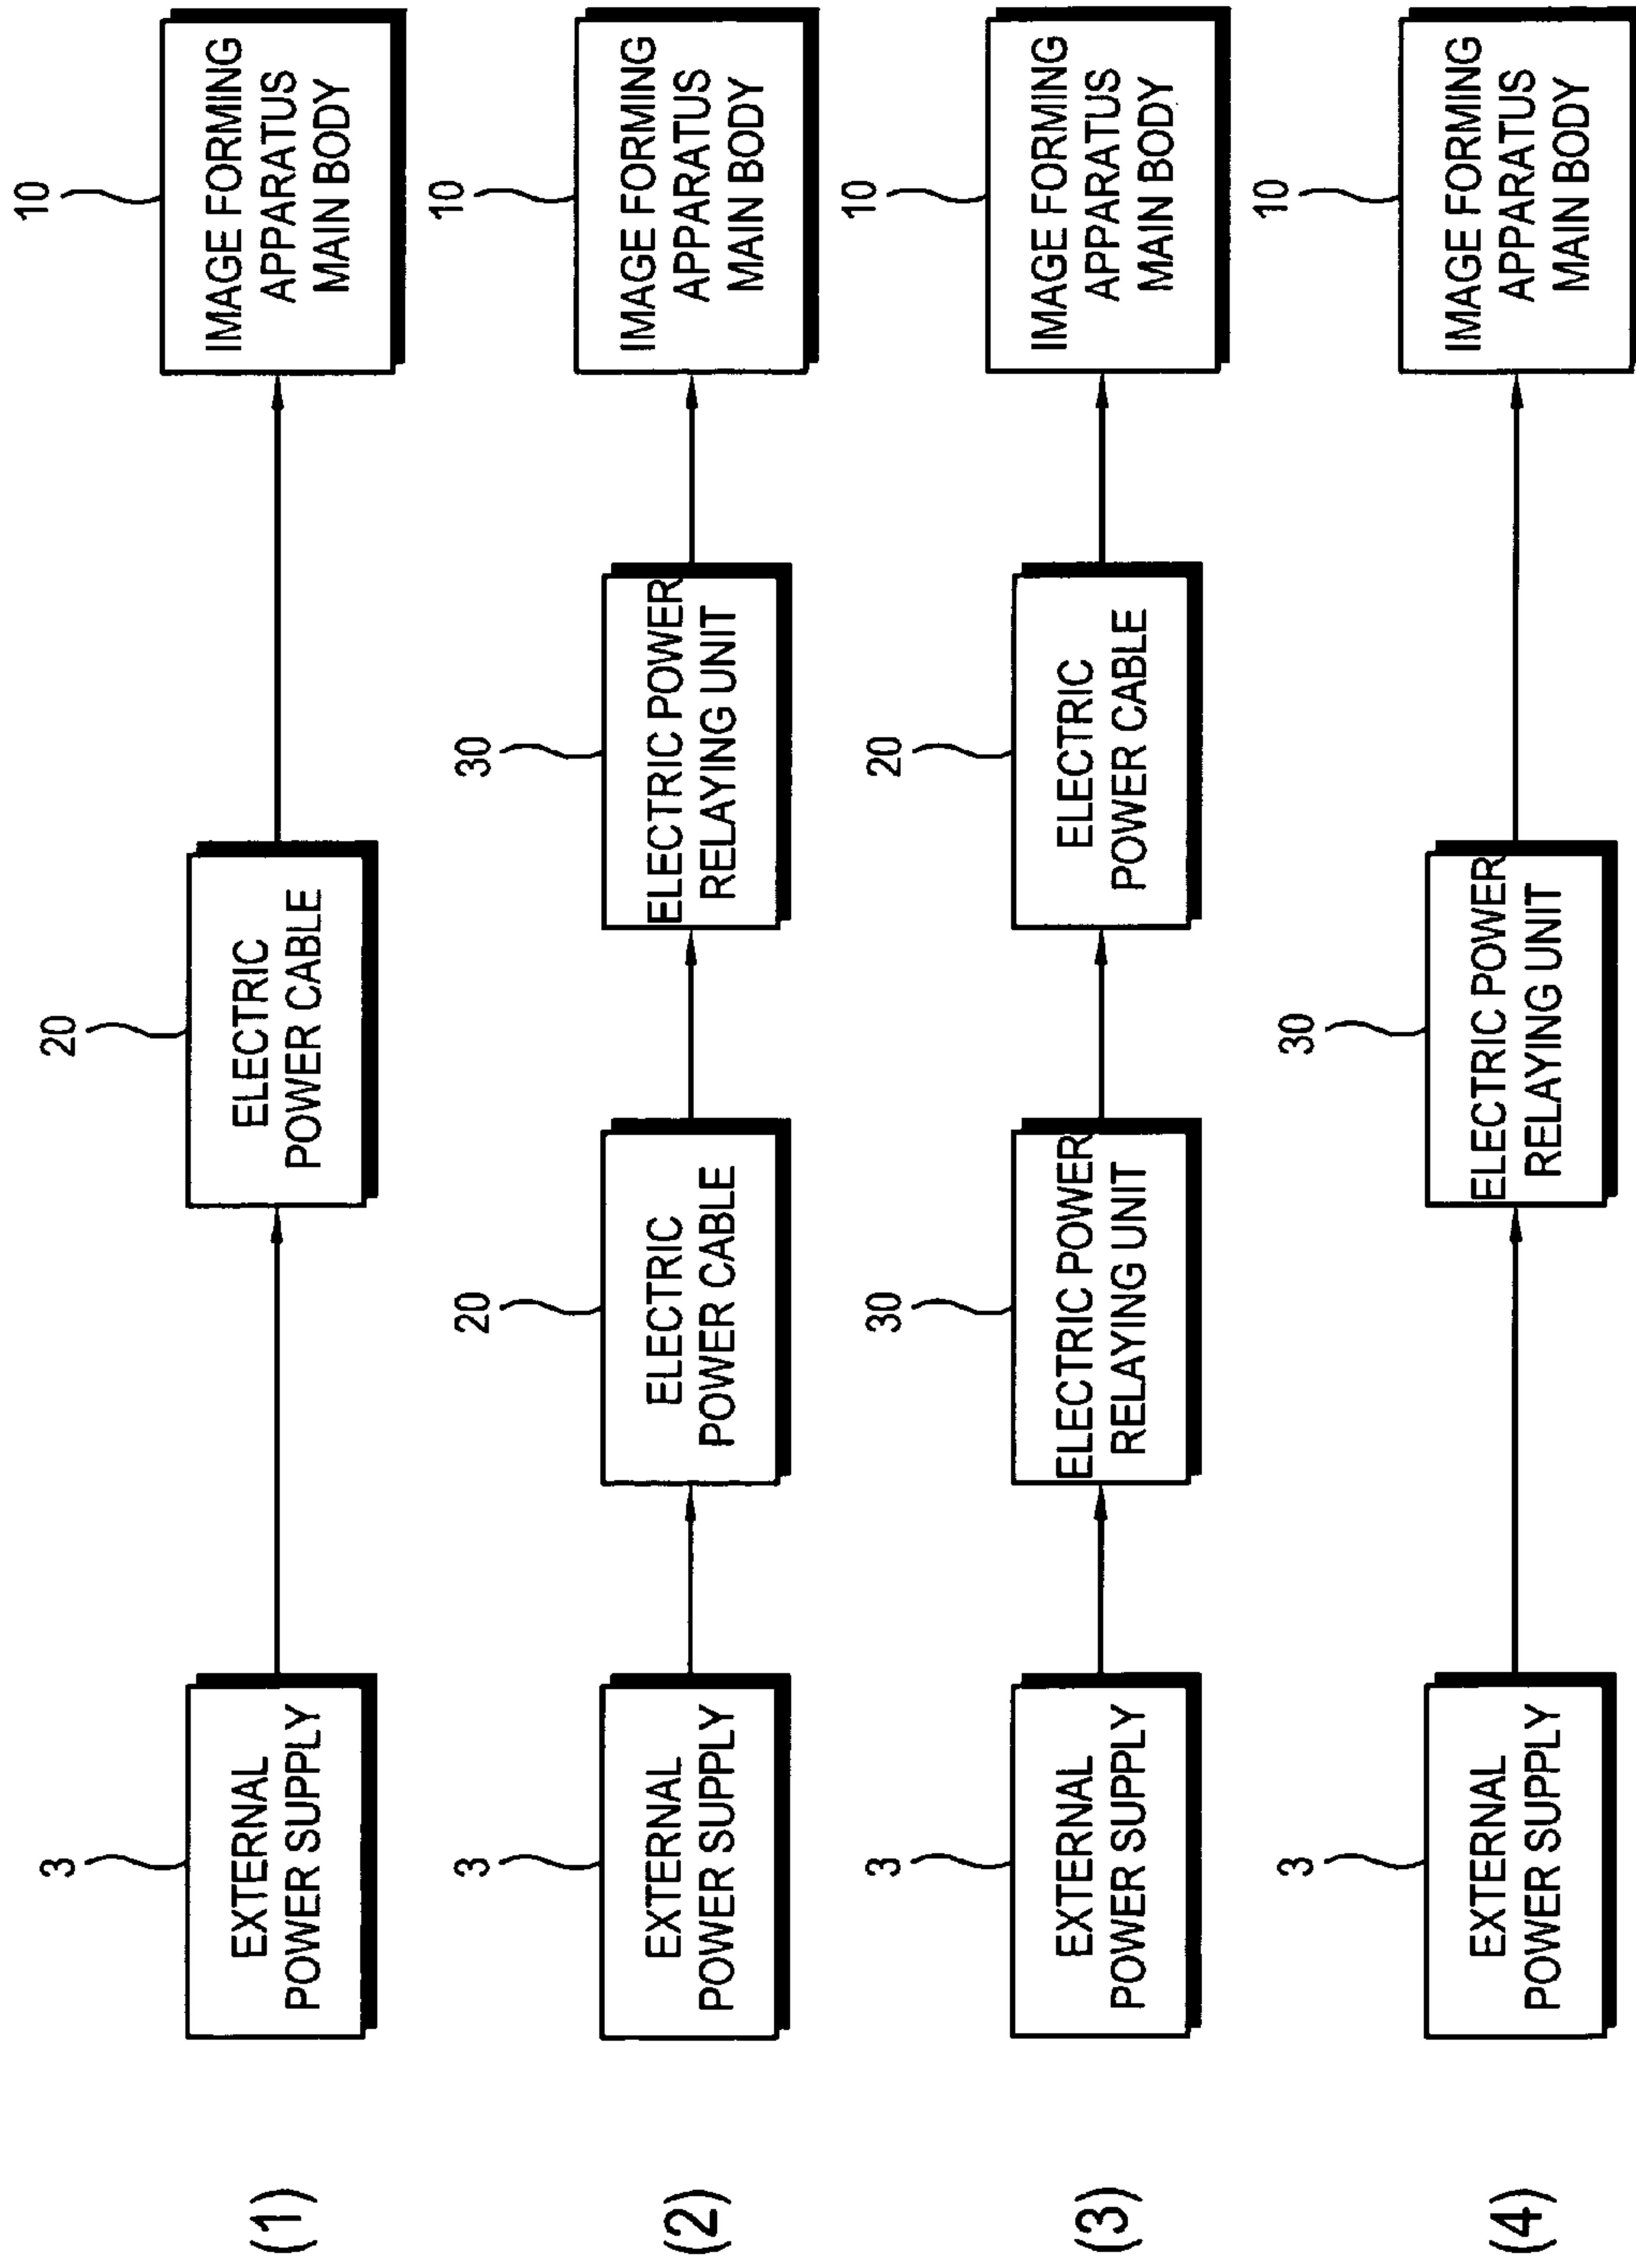 (1)
3
EXTERNAL
POWER SUPPLY
20
ELECTRIC
POWER CABLE
10
IMAGE FORMING
APPARATUS
MAIN BODY
(2)
3
EXTERNAL
POWER SUPPLY
20
ELECTRIC
POWER CABLE
30
ELECTRIC POWER
RELAYING UNIT
10
IMAGE FORMING
APPARATUS
MAIN BODY
(3)
3
EXTERNAL
POWER SUPPLY
30
ELECTRIC POWER
RELAYING UNIT
20
ELECTRIC
POWER CABLE
10
IMAGE FORMING
APPARATUS
MAIN BODY
(4)
3
EXTERNAL
POWER SUPPLY
30
ELECTRIC POWER
RELAYING UNIT
10
IMAGE FORMING
APPARATUS
MAIN BODY